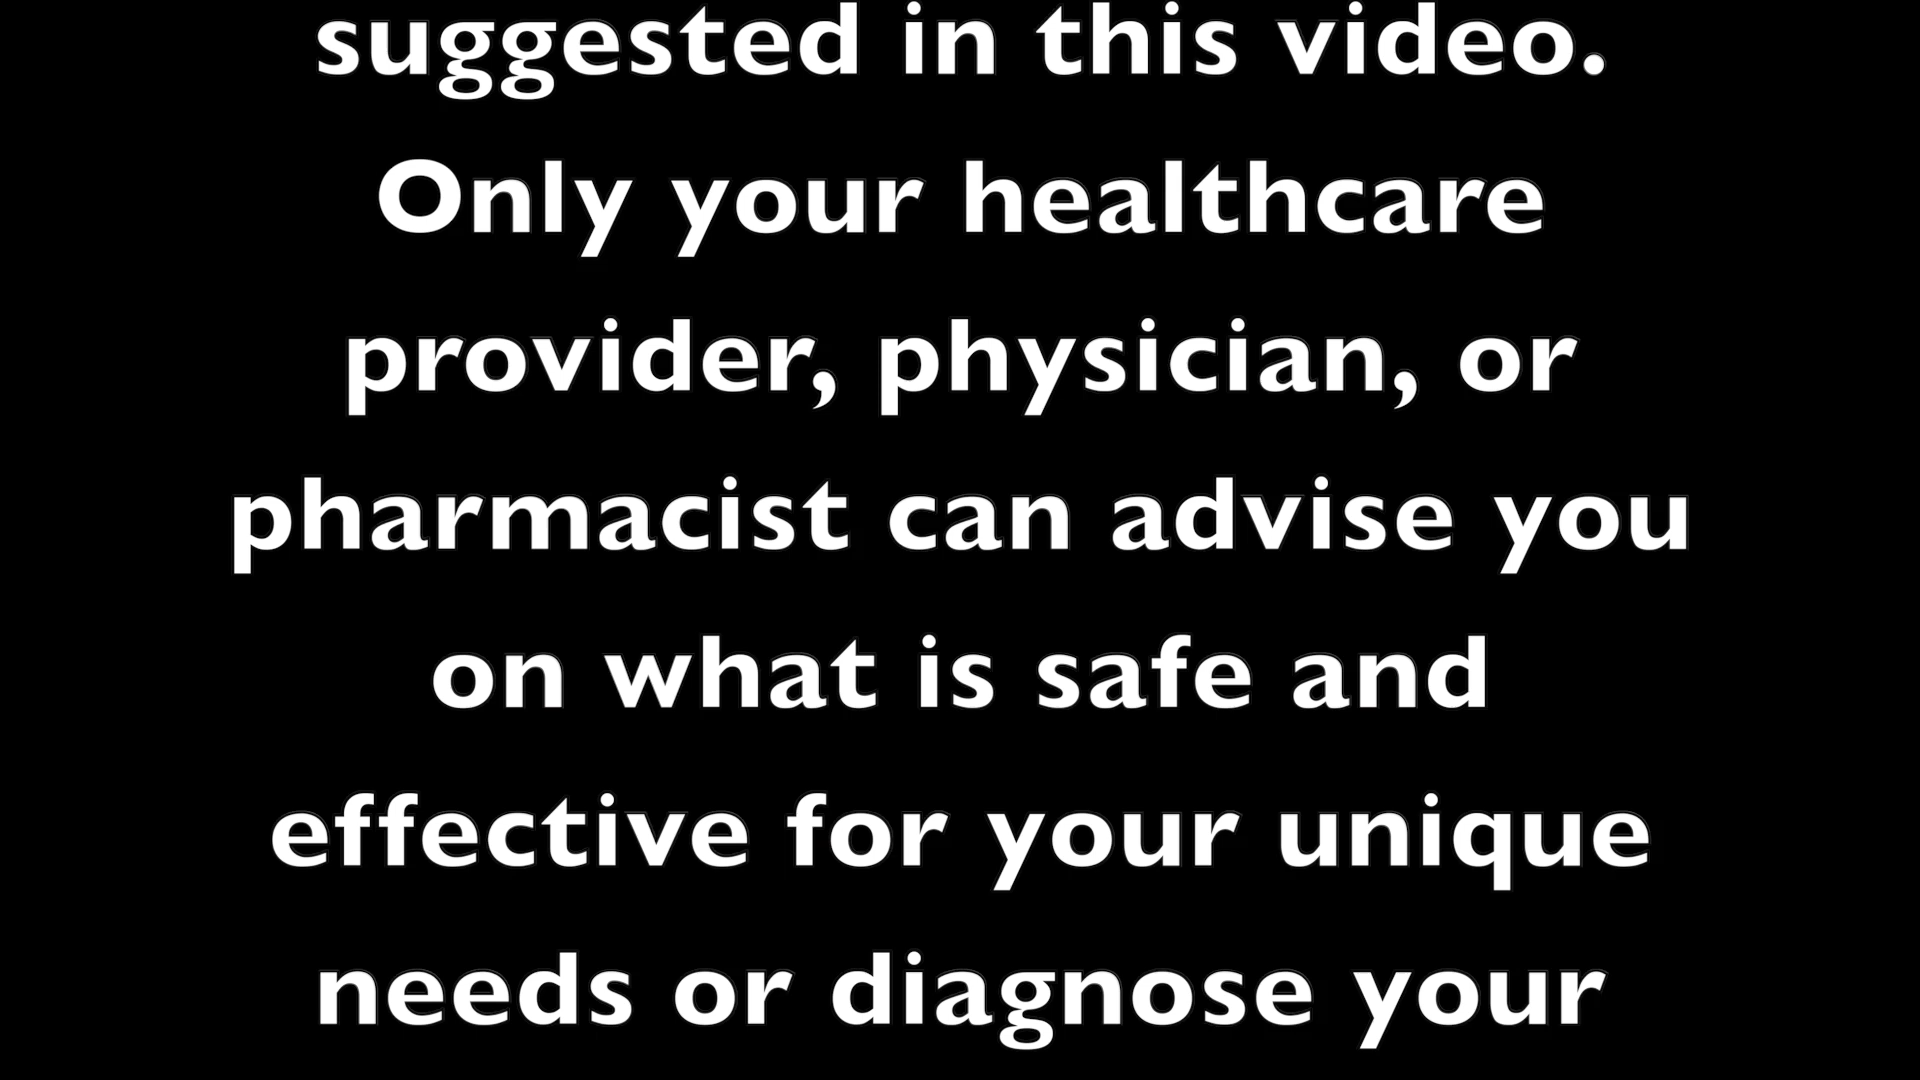 suggested in this video.
Only your healthcare
provider, physician, or
pharmacist can advise you
on what is safe and
effective for your unique
needs or diagnose your